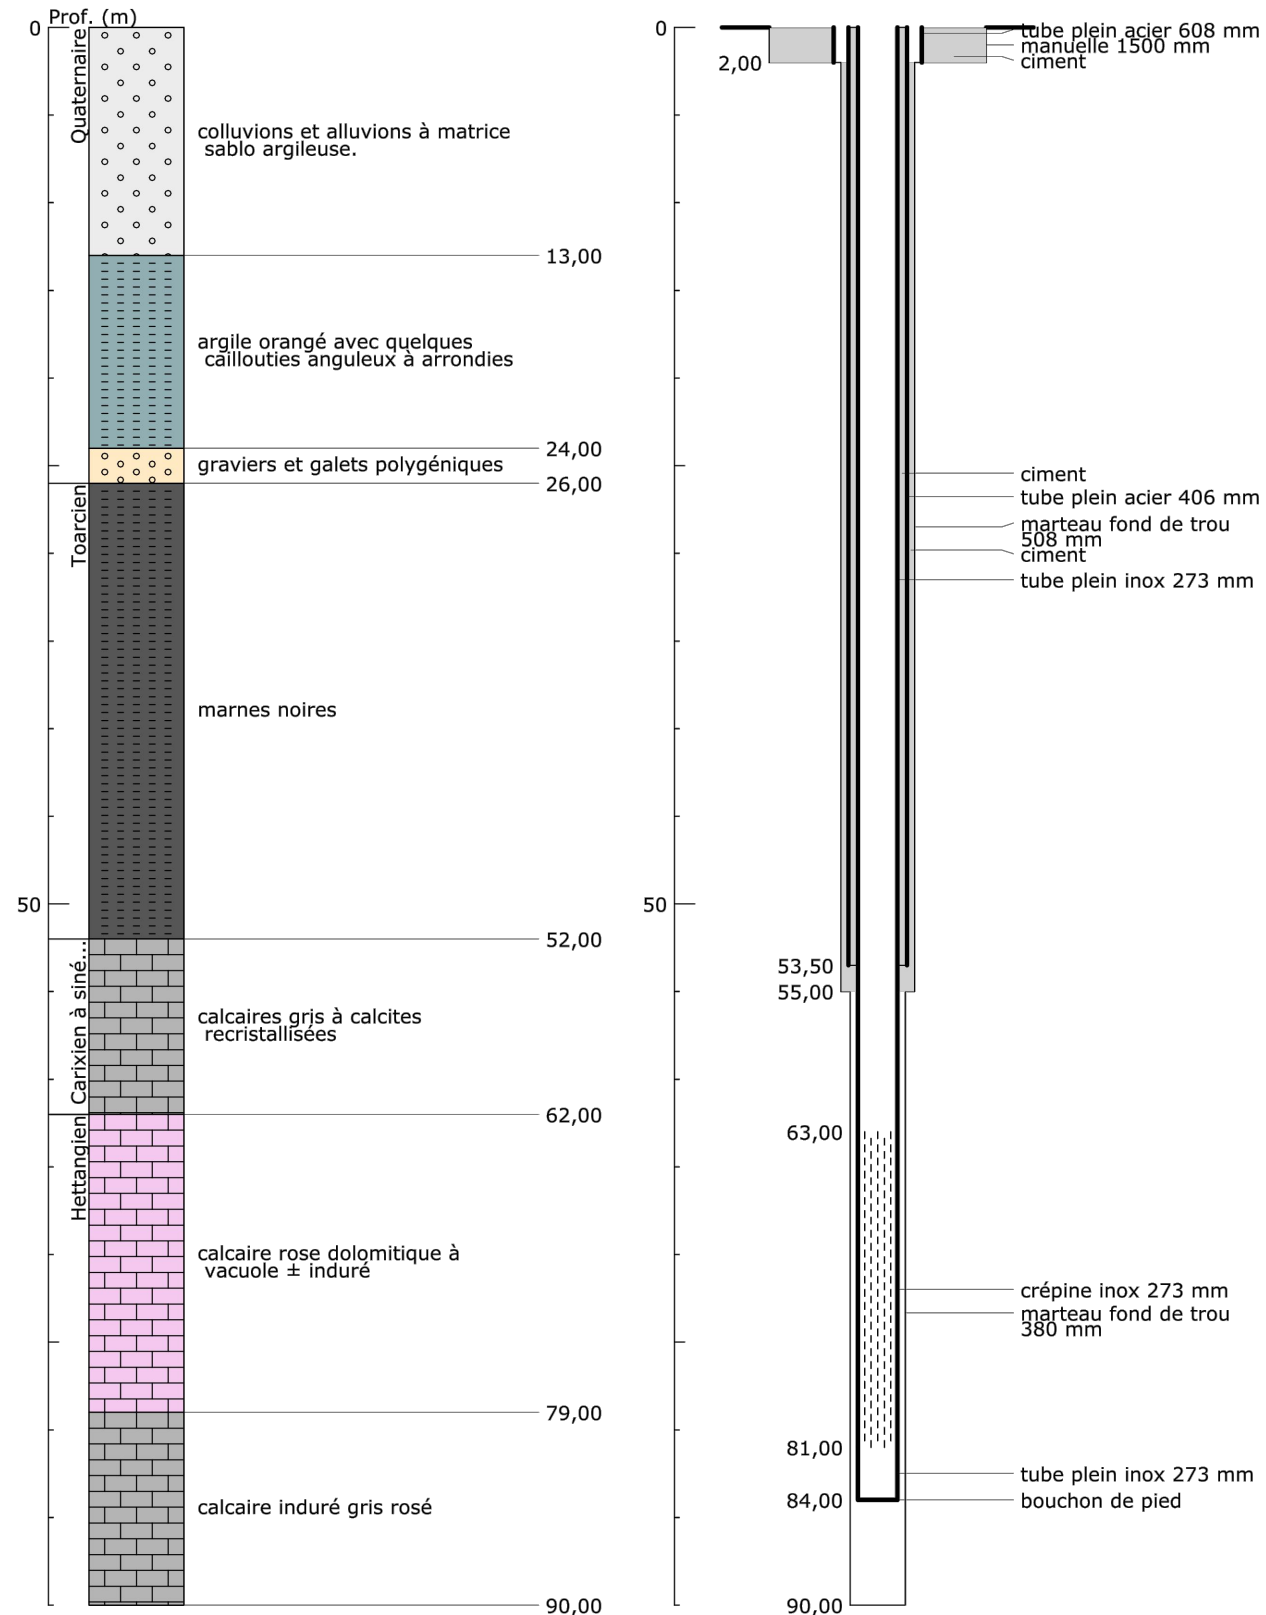 Prof. (m)
0
Quaternaire
colluvions et alluvions à matrice
sablo argileuse.
13,00
argile orangé avec quelques
caillouties anguleux à arrondies
24,00
graviers et galets polygéniques
26,00
Toarcien
marnes noires
50
52,00
Carixien à siné...
calcaires gris à calcites
recristallisées
62,00
Hettangien
calcaire rose dolomitique à
vacuole ± induré
79,00
calcaire induré gris rosé
90,00
0
tube plein acier 608 mm
manuelle 1500 mm
ciment
2,00
ciment
tube plein acier 406 mm
marteau fond de trou
508 mm
ciment
tube plein inox 273 mm
50
53,50
55,00
63,00
crépine inox 273 mm
marteau fond de trou
380 mm
81,00
tube plein inox 273 mm
84,00
bouchon de pied
90,00